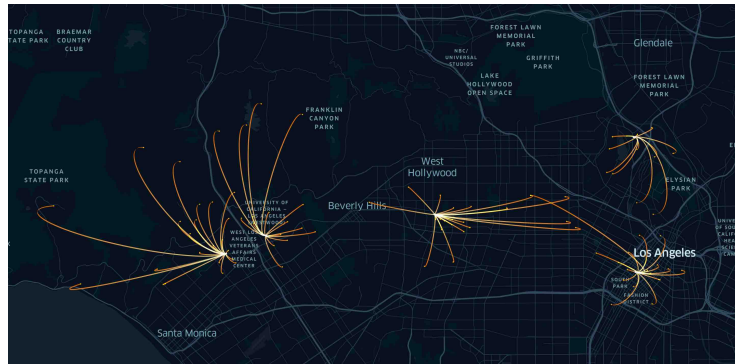 TOPANGA
STATE PARK
BRAEMAR
COUNTRY
CLUB
FOREST LAWN
MEMORIAL
PARK
Glendale
NBC/
UNIVERSAL
STUDIOS
GRIFFITH
PARK
LAKE
HOLLYWOOD
OPEN SPACE
FOREST LAWN
MEMORIAL
PARK
FRANKLIN
CANYON
PARK
West
Hollywood
TOPANGA
STATE PARK
ELYSIAN
PARK
UNIVERSITY OF
CALIFORNIA -
LOS ANGELES
Beverly Hills
WEST LOS
ANGELES
VETERANS
AFFAIRS
MEDICAL
CENTER
Los Angeles
SOUTH
PARK
FASHION
DISTRICT
Santa Monica